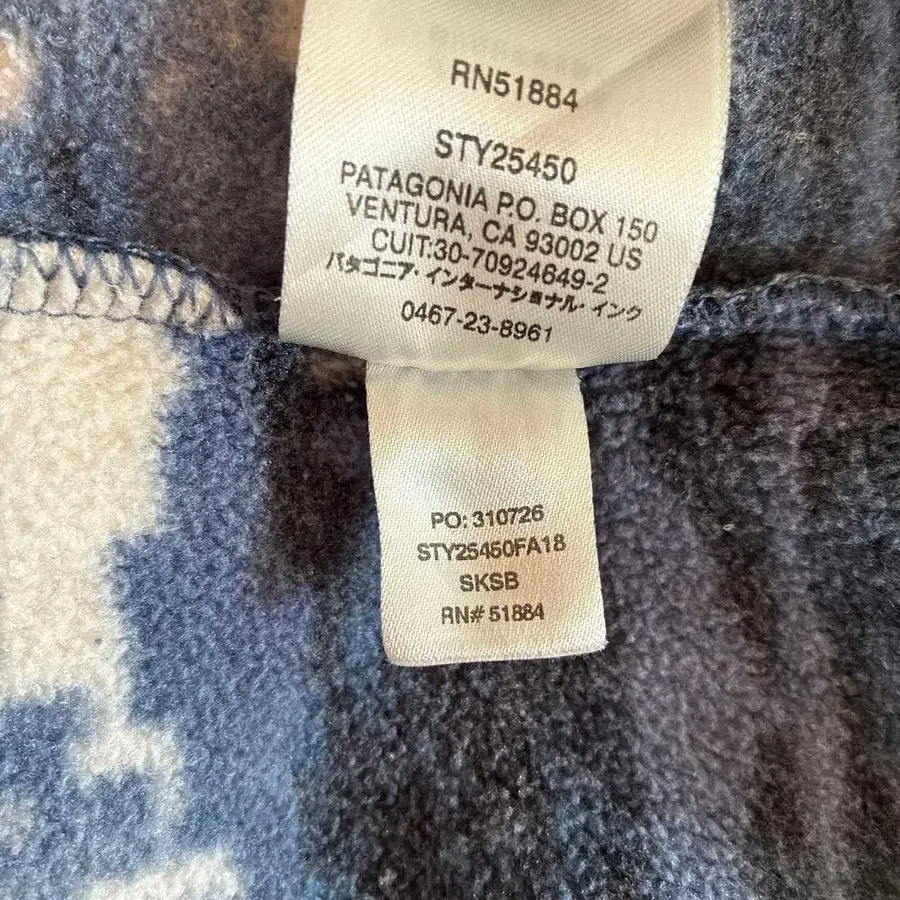 RN51884
STY25450
PATAGONIA P.O. BOX 150
VENTURA, CA 93002 US
CUIT:30-70924649-2
パタゴニア・インターナショナル・インク
0467-23-8961
PO: 310726
STY25450FA18
SKSB
RN# 51884